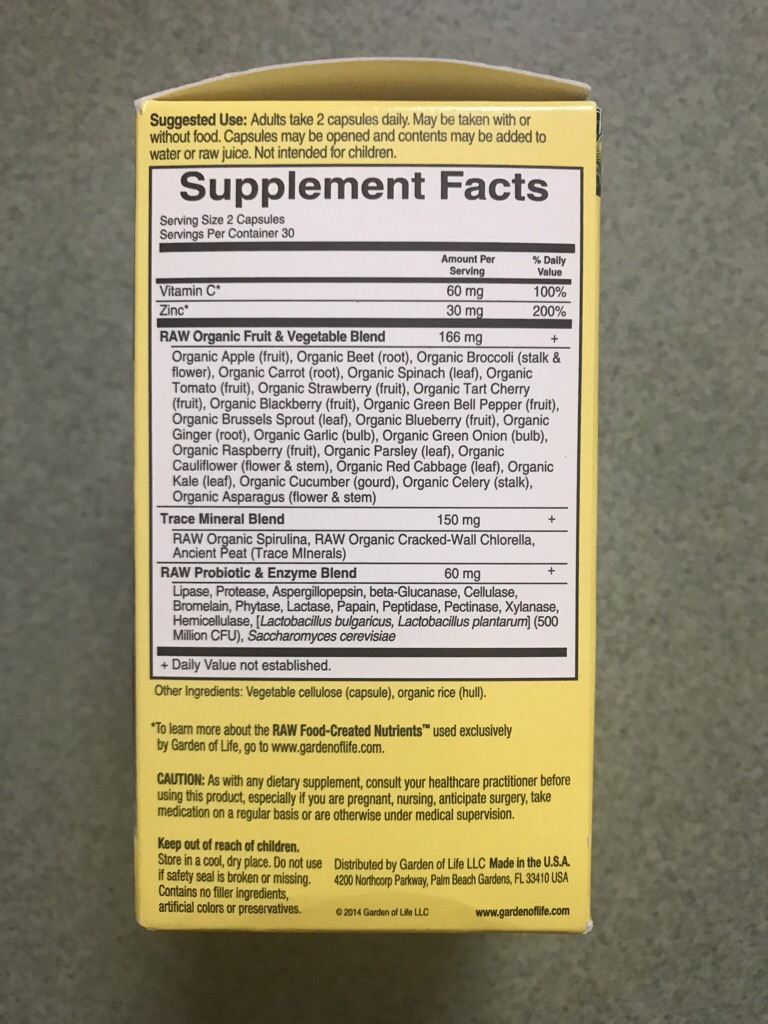 Suggested Use: Adults take 2 capsules daily. May be taken with or
without food. Capsules may be opened and contents may be added to
water or raw juice. Not intended for children.
Supplement Facts
Serving Size 2 Capsules
Servings Per Container 30
Amount Per Serving % Daily Value
Vitamin C* 60 mg 100%
Zinc* 30 mg 200%
RAW Organic Fruit & Vegetable Blend 166 mg +
Organic Apple (fruit), Organic Beet (root), Organic Broccoli (stalk &
flower), Organic Carrot (root), Organic Spinach (leaf), Organic
Tomato (fruit), Organic Strawberry (fruit), Organic Tart Cherry
(fruit), Organic Blackberry (fruit), Organic Green Bell Pepper (fruit),
Organic Brussels Sprout (leaf), Organic Blueberry (fruit), Organic
Ginger (root), Organic Garlic (bulb), Organic Green Onion (bulb),
Organic Raspberry (fruit), Organic Parsley (leaf), Organic
Cauliflower (flower & stem), Organic Red Cabbage (leaf), Organic
Kale (leaf), Organic Cucumber (gourd), Organic Celery (stalk),
Organic Asparagus (flower & stem)
Trace Mineral Blend 150 mg +
RAW Organic Spirulina, RAW Organic Cracked-Wall Chlorella,
Ancient Peat (Trace MInerals)
RAW Probiotic & Enzyme Blend 60 mg +
Lipase, Protease, Aspergillopepsin, beta-Glucanase, Cellulase,
Bromelain, Phytase, Lactase, Papain, Peptidase, Pectinase, Xylanase,
Hemicellulase, [Lactobacillus bulgaricus, Lactobacillus plantarum] (500
Million CFU), Saccharomyces cerevisiae
+ Daily Value not established.
Other Ingredients: Vegetable cellulose (capsule), organic rice (hull).
*To learn more about the RAW Food-Created Nutrients™ used exclusively
by Garden of Life, go to www.gardenoflife.com.
CAUTION: As with any dietary supplement, consult your healthcare practitioner before
using this product, especially if you are pregnant, nursing, anticipate surgery, take
medication on a regular basis or are otherwise under medical supervision.
Keep out of reach of children.
Store in a cool, dry place. Do not use
if safety seal is broken or missing.
Contains no filler ingredients,
artificial colors or preservatives.
Distributed by Garden of Life LLC Made in the U.S.A.
4200 Northcorp Parkway, Palm Beach Gardens, FL 33410 USA
© 2014 Garden of Life LLC www.gardenoflife.com